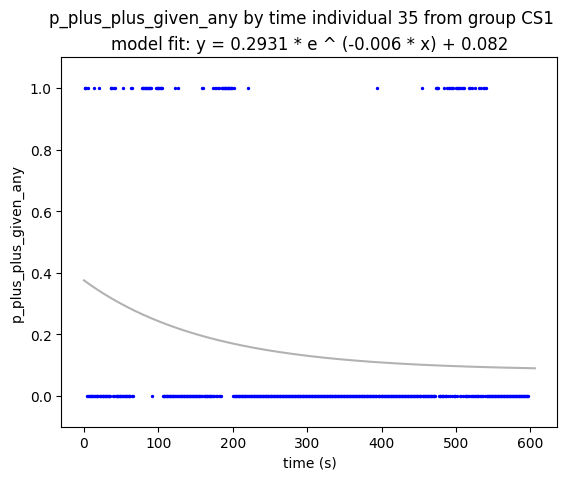 p_plus_plus_given_any by time individual 35 from group CS1
model fit: y = 0.2931 * e ^ (-0.006 * x) + 0.082
p_plus_plus_given_any
1.0
0.8
0.6
0.4
0.2
0.0
0 100 200 300 400 500 600
time (s)